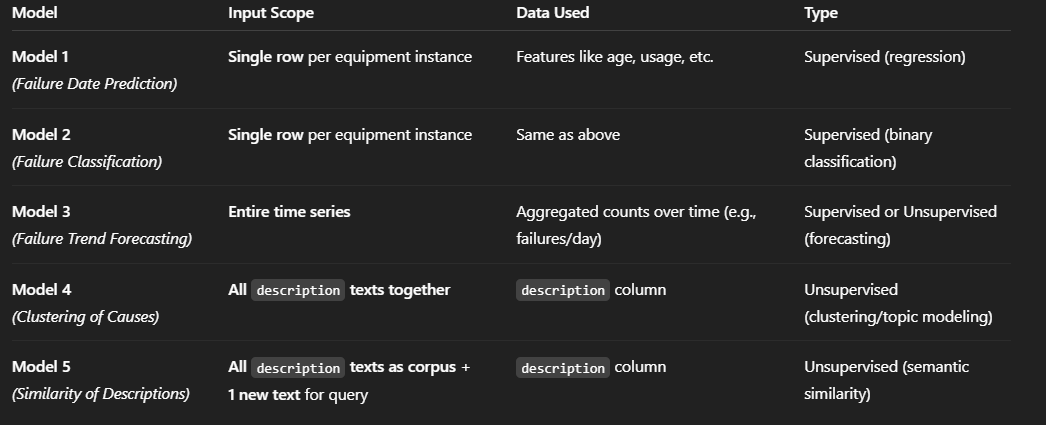 Model Input Scope Data Used Type
Model 1 Single row per equipment instance Features like age, usage, etc. Supervised (regression)
(Failure Date Prediction)
Model 2 Single row per equipment instance Same as above Supervised (binary
(Failure Classification) classification)
Model 3 Entire time series Aggregated counts over time (e.g., Supervised or Unsupervised
(Failure Trend Forecasting) failures/day) (forecasting)
Model 4 All description texts together description column Unsupervised
(Clustering of Causes) (clustering/topic modeling)
Model 5 All description texts as corpus + description column Unsupervised (semantic
(Similarity of Descriptions) 1 new text for query similarity)